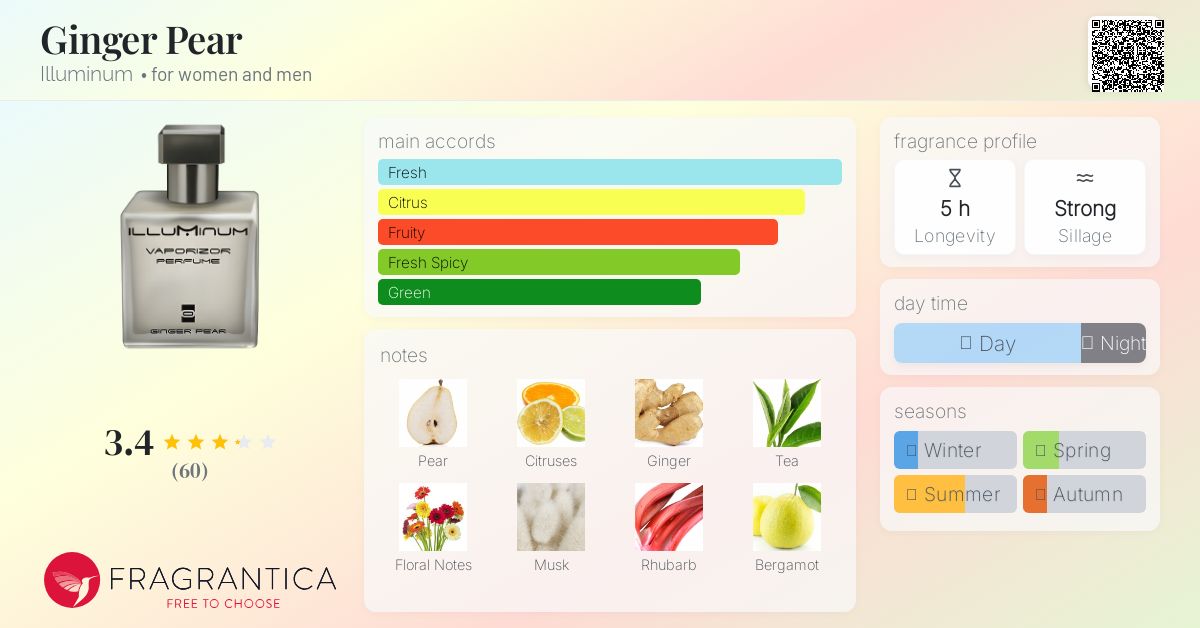 Ginger Pear
Illuminum • for women and men
ILLUMINUM
VAPORIZOR
PERFUME
GINGER PEAR
3.4
(60)
FRAGRANTICA
FREE TO CHOOSE
main accords
Fresh
Citrus
Fruity
Fresh Spicy
Green
notes
Pear Citruses Ginger Tea
Floral Notes Musk Rhubarb Bergamot
fragrance profile
5 h Strong
Longevity Sillage
day time
Day Night
seasons
Winter Spring
Summer Autumn